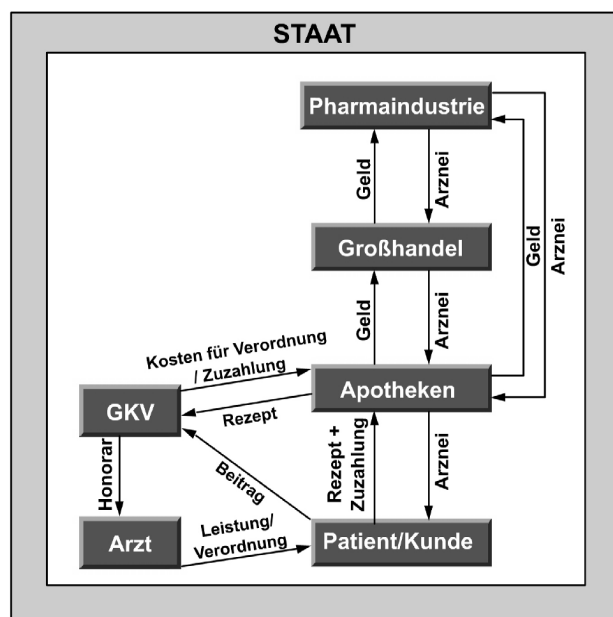 STAAT
Pharmaindustrie
Geld
Arznei
Großhandel
Geld
Arznei
Geld
Arznei
Kosten für Verordnung
/ Zuzahlung
Apotheken
GKV
Rezept
Rezept +
Zuzahlung
Arznei
Honorar
Beitrag
Leistung/
Verordnung
Arzt
Patient/Kunde